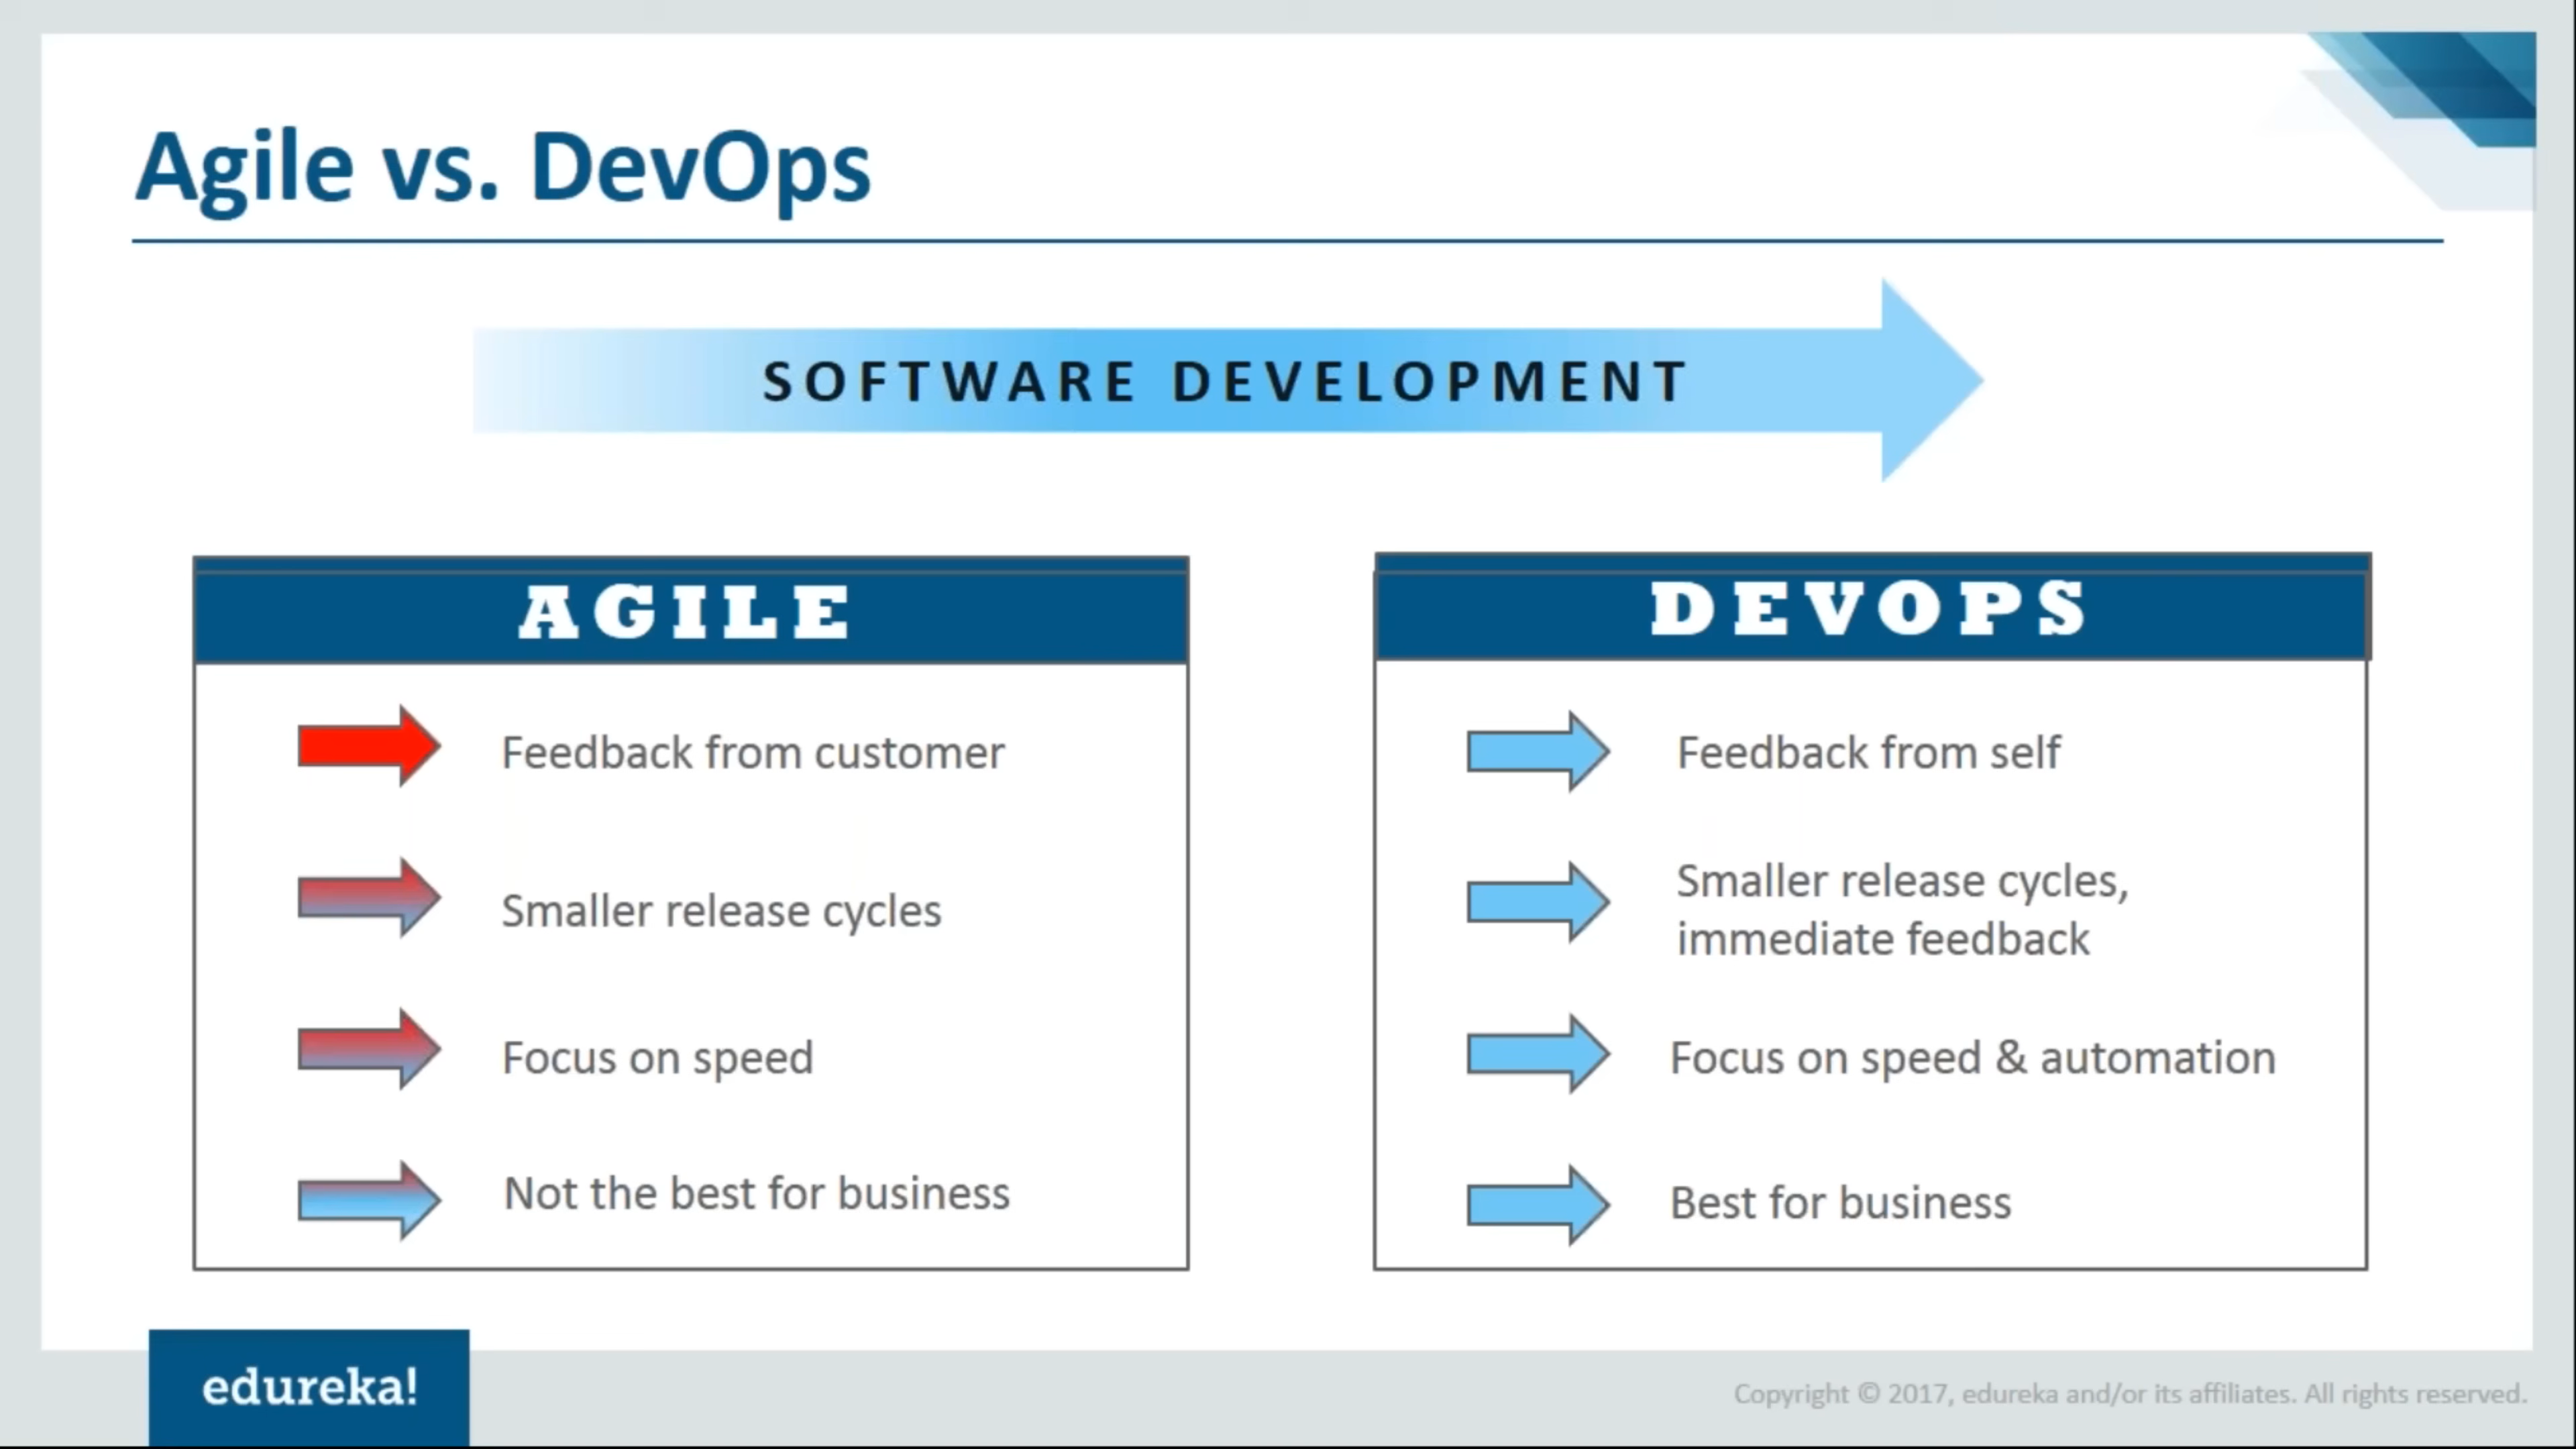 Agile vs. DevOps
SOFTWARE DEVELOPMENT
AGILE
Feedback from customer
Smaller release cycles
Focus on speed
Not the best for business
DEVOPS
Feedback from self
Smaller release cycles,
immediate feedback
Focus on speed & automation
Best for business
edureka!
Copyright © 2017, edureka and/or its affiliates. All rights reserved.